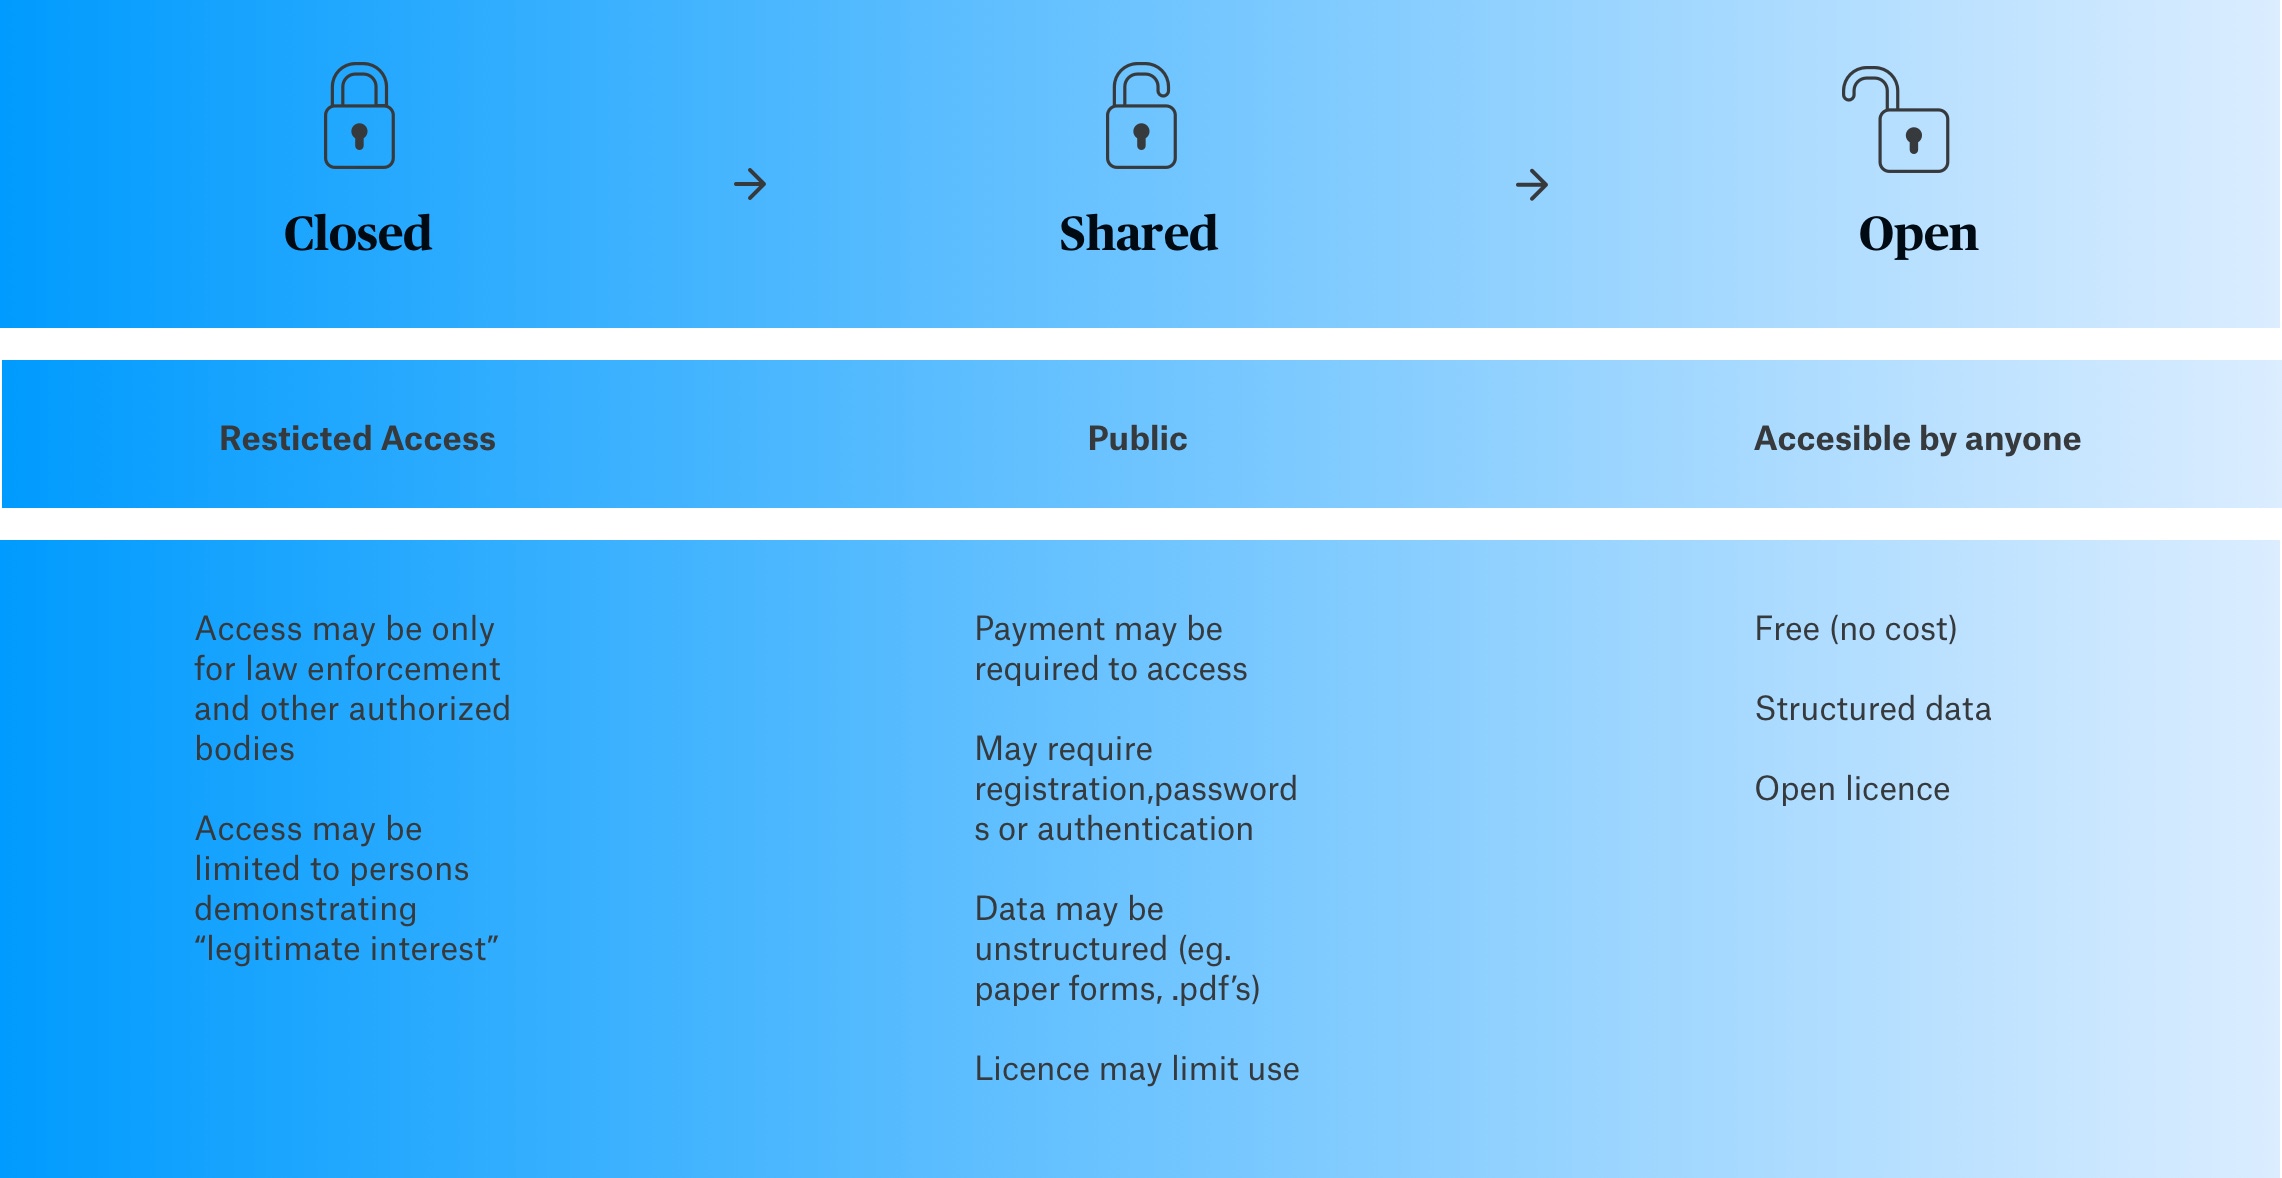 Closed
Shared
Open
Resticted Access
Public
Accesible by anyone
Access may be only
for law enforcement
and other authorized
bodies
Access may be
limited to persons
demonstrating
“legitimate interest”
Payment may be
required to access
May require
registration,password
s or authentication
Data may be
unstructured (eg.
paper forms, .pdf’s)
Licence may limit use
Free (no cost)
Structured data
Open licence